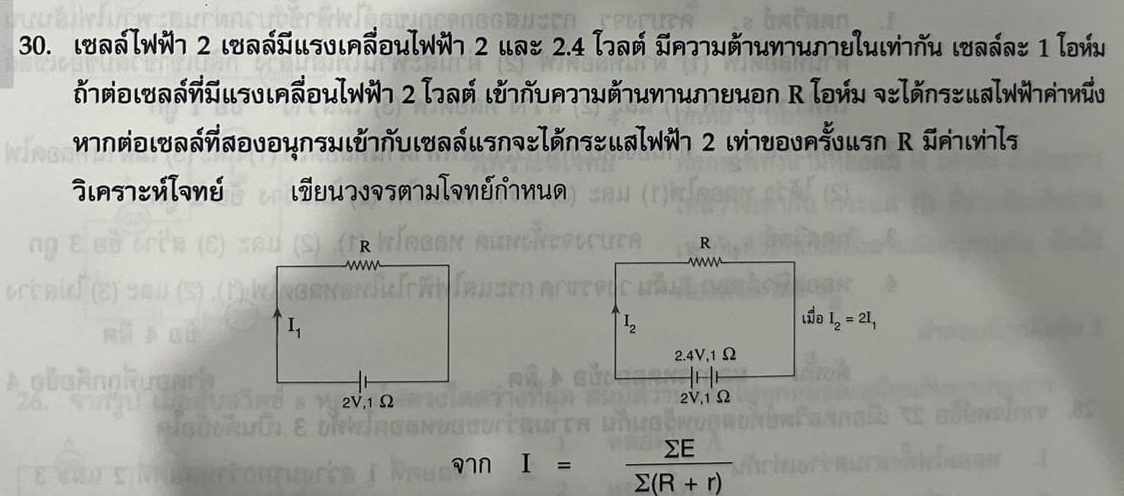 30. เซลล์ไฟฟ้า 2 เซลล์มีแรงเคลื่อนไฟฟ้า 2 และ 2.4 โวลต์ มีความต้านทานภายในเท่ากัน เซลล์ละ 1 โอห์ม
ถ้าต่อเซลล์ที่มีแรงเคลื่อนไฟฟ้า 2 โวลต์ เข้ากับความต้านทานภายนอก R โอห์ม จะได้กระแสไฟฟ้าค่าหนึ่ง
หากต่อเซลล์ที่สองอนุกรมเข้ากับเซลล์แรกจะได้กระแสไฟฟ้า 2 เท่าของครั้งแรก R มีค่าเท่าไร
วิเคราะห์โจทย์ เขียนวงจรตามโจทย์กำหนด
R
I₁
2V,1 Ω
R
I₂
เมื่อ I₂ = 2I₁
2.4V,1 Ω
2V,1 Ω
จาก I = ΣE
Σ(R + r)